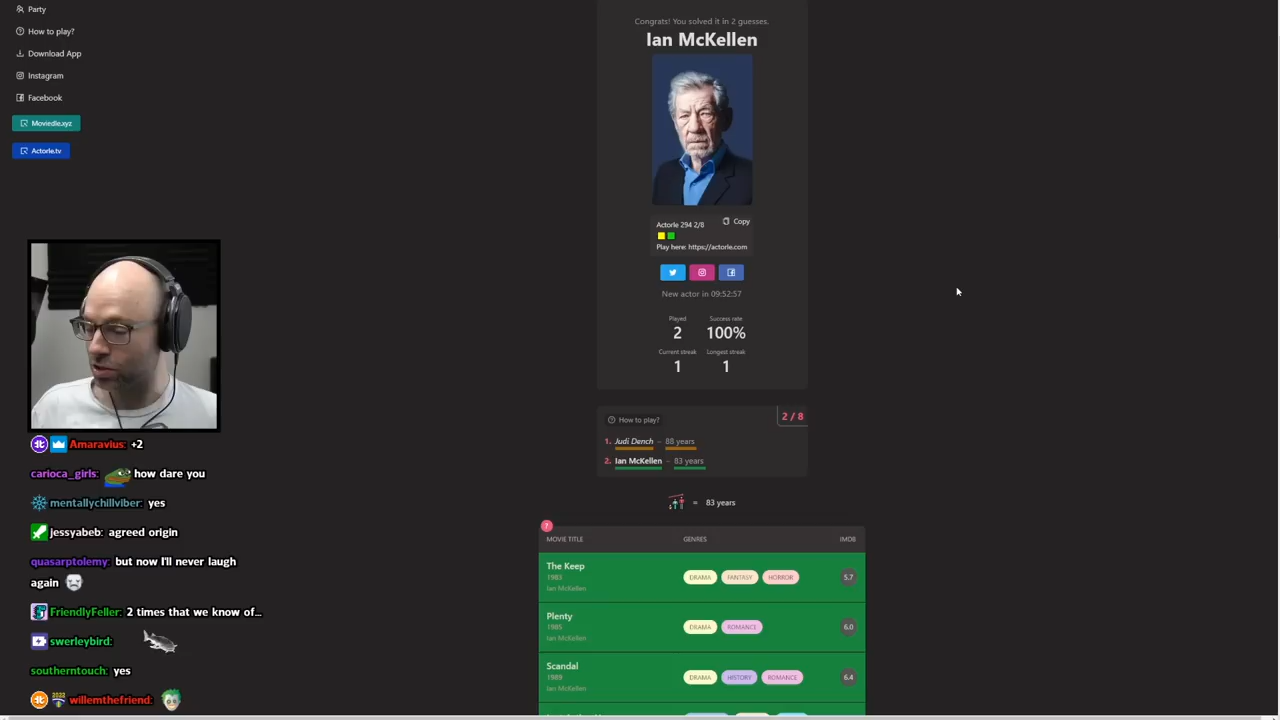 Party
How to play?
Download App
Instagram
Facebook
Moviedle.xyz
Actorle.tv
Congrats! You solved it in 2 guesses.
Ian McKellen
Actorle 294 2/8
Copy
Play here: https://actorle.com
New actor in 09:52:57
Played
Success rate
2
100%
Current streak
Longest streak
1
1
How to play?
2 / 8
1. Judi Dench - 88 years
2. Ian McKellen - 83 years
= 83 years
?
MOVIE TITLE GENRES IMDB
The Keep
1983
Ian McKellen
DRAMA FANTASY HORROR 5.7
Plenty
1985
Ian McKellen
DRAMA ROMANCE 6.0
Scandal
1989
Ian McKellen
DRAMA HISTORY ROMANCE 6.4
Amaravius: +2
carioca_girls: how dare you
mentallychillviber: yes
jessyabeb: agreed origin
quasarptolemy: but now I'll never laugh
again
FriendlyFeller: 2 times that we know of...
swerleybird:
southerntouch: yes
2022 willemthefriend: